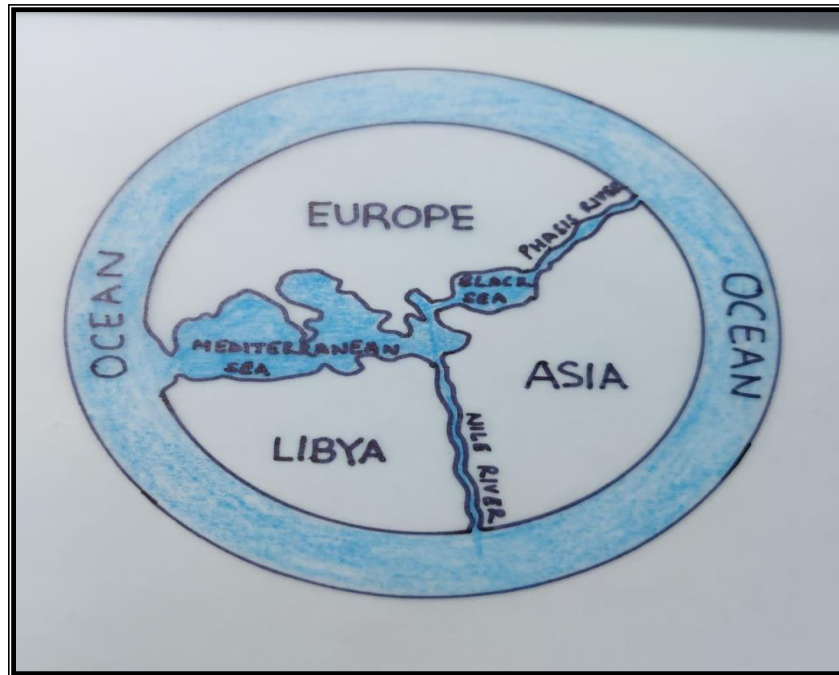 EUROPE
PHASIS RIVER
BLACK
SEA
OCEAN
OCEAN
MEDITERRANEAN
SEA
ASIA
LIBYA
NILE RIVER